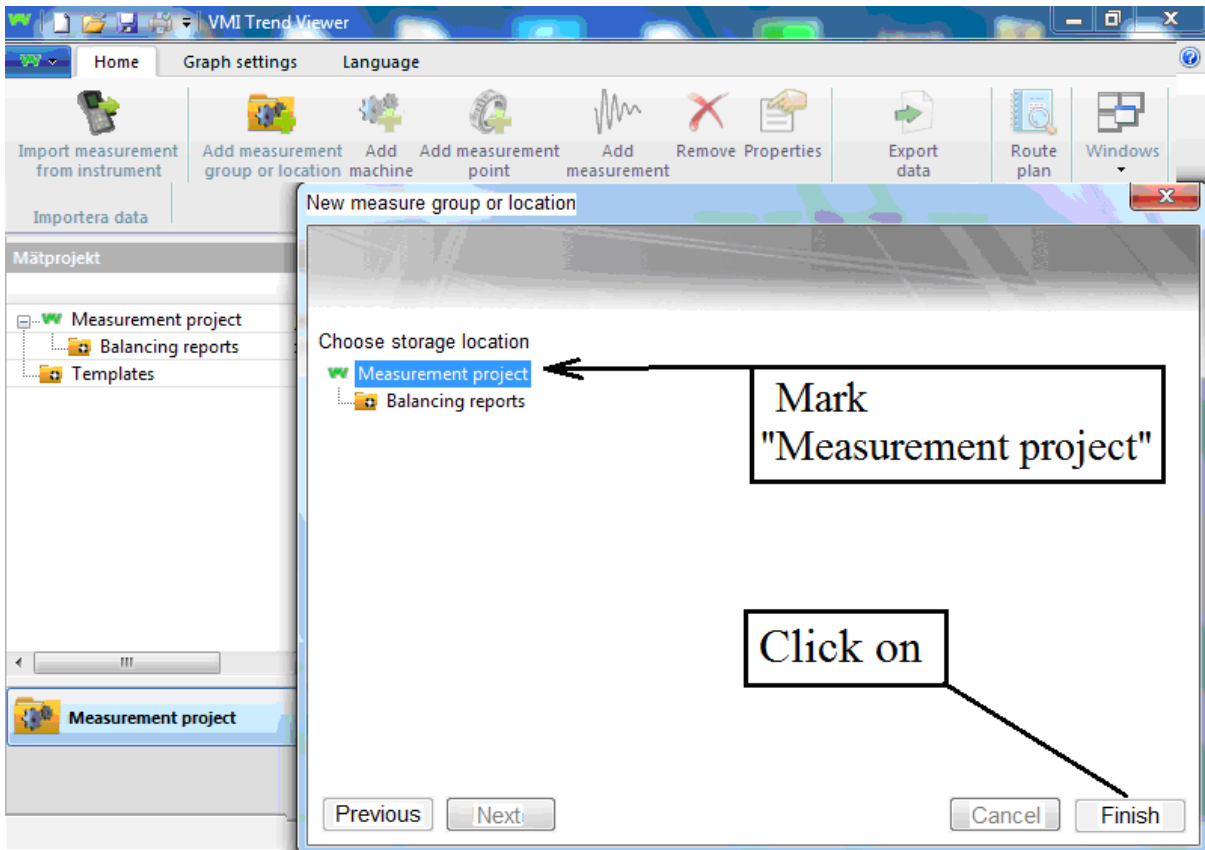 VMI Trend Viewer
Home Graph settings Language
Import measurement from instrument
Add measurement group or location
Add machine
Add measurement point
Add measurement
Remove
Properties
Export data
Route plan
Windows
Importera data
New measure group or location
Mätprojekt
Measurement project
Balancing reports
Templates
Choose storage location
Measurement project
Balancing reports
Mark
"Measurement project"
Click on
Measurement project
Previous Next Cancel Finish